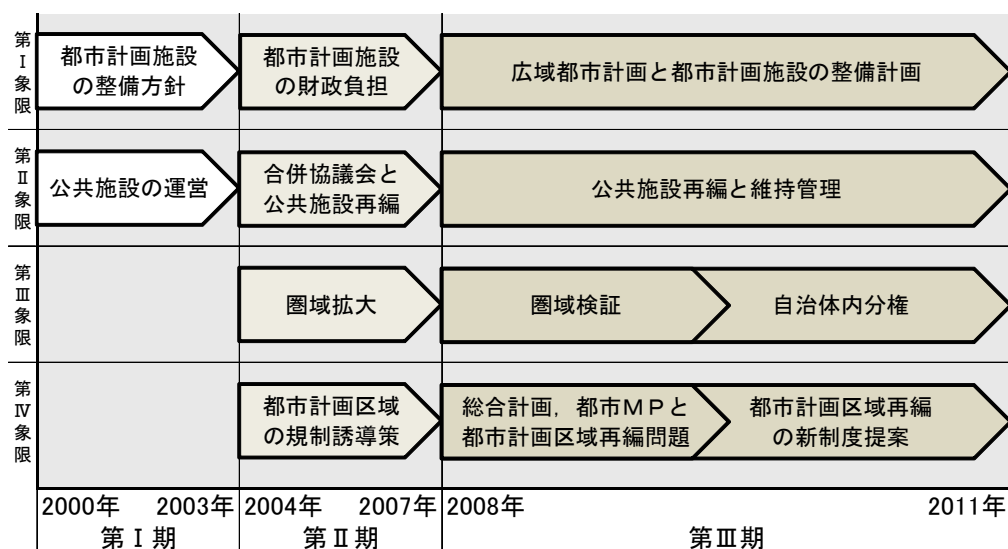 第Ⅰ象限
都市計画施設
の整備方針
都市計画施設
の財政負担
広域都市計画と都市計画施設の整備計画
第Ⅱ象限
公共施設の運営
合併協議会と
公共施設再編
公共施設再編と維持管理
第Ⅲ象限
圏域拡大
圏域検証
自治体内分権
第Ⅳ象限
都市計画区域
の規制誘導策
総合計画，都市ＭＰと
都市計画区域再編問題
都市計画区域再編
の新制度提案
2000年 2003年 2004年 2007年 2008年 2011年
第Ⅰ期 第Ⅱ期 第Ⅲ期